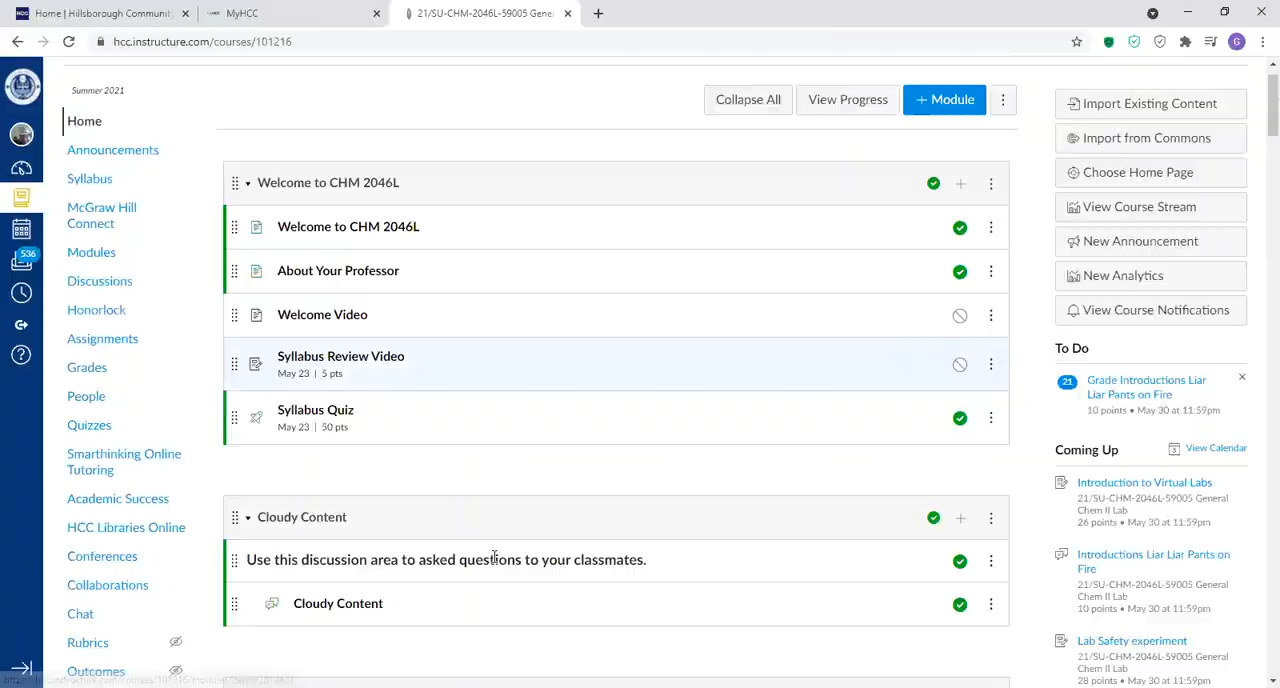 Home | Hillsborough Community
MyHCC
21/SU-CHM-2046L-59005 Gene
hcc.instructure.com/courses/101216
G
Summer 2021
Collapse All
View Progress
+ Module
Home
Announcements
Syllabus
McGraw Hill
Connect
Modules
Discussions
Honorlock
Assignments
Grades
People
Quizzes
Smarthinking Online
Tutoring
Academic Success
HCC Libraries Online
Conferences
Collaborations
Chat
Rubrics
Outcomes
536
Welcome to CHM 2046L
Welcome to CHM 2046L
About Your Professor
Welcome Video
Syllabus Review Video
May 23 | 5 pts
Syllabus Quiz
May 23 | 50 pts
Cloudy Content
Use this discussion area to asked questions to your classmates.
Cloudy Content
Import Existing Content
Import from Commons
Choose Home Page
View Course Stream
New Announcement
New Analytics
View Course Notifications
To Do
21
Grade Introductions Liar
Liar Pants on Fire
10 points • May 30 at 11:59pm
Coming Up
View Calendar
Introduction to Virtual Labs
21/SU-CHM-2046L-59005 General
Chem II Lab
26 points • May 30 at 11:59pm
Introductions Liar Liar Pants on
Fire
21/SU-CHM-2046L-59005 General
Chem II Lab
10 points • May 30 at 11:59pm
Lab Safety experiment
21/SU-CHM-2046L-59005 General
Chem II Lab
28 points • May 30 at 11:59pm